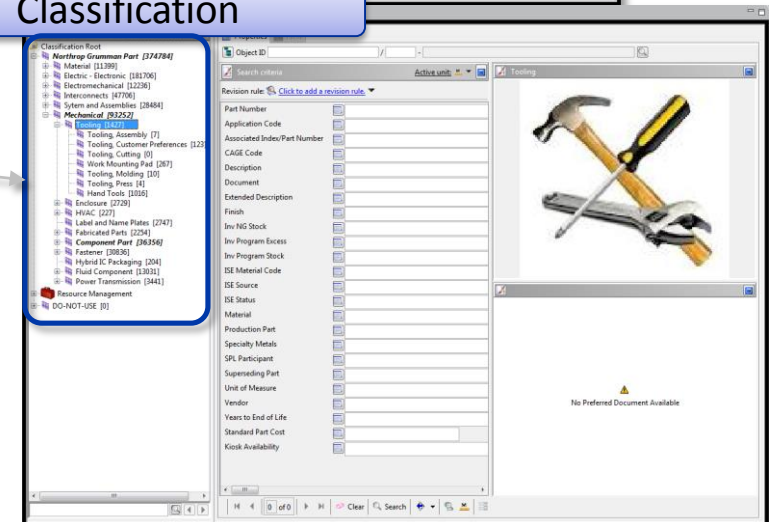 Classification
Classification Root
Northrop Grumman Part [374784]
Material [11399]
Electric - Electronic [181706]
Electromechanical [12236]
Interconnects [47706]
Sytem and Assemblies [28484]
Mechanical [93252]
Tooling [1427]
Tooling, Assembly [7]
Tooling, Customer Preferences [123]
Tooling, Cutting [0]
Work Mounting Pad [267]
Tooling, Molding [10]
Tooling, Press [4]
Hand Tools [1016]
Enclosure [2729]
HVAC [227]
Label and Name Plates [2747]
Fabricated Parts [2254]
Component Part [36356]
Fastener [30836]
Hybrid IC Packaging [204]
Fluid Component [13031]
Power Transmission [3441]
Resource Management
DO-NOT-USE [0]
Object ID / -
Search criteria Active unit:
Revision rule: Click to add a revision rule.
Part Number
Application Code
Associated Index/Part Number
CAGE Code
Description
Document
Extended Description
Finish
Inv NG Stock
Inv Program Excess
Inv Program Stock
ISE Material Code
ISE Source
ISE Status
Material
Production Part
Specialty Metals
SPL Participant
Superseding Part
Unit of Measure
Vendor
Years to End of Life
Standard Part Cost
Kiosk Availability
0 of 0 Clear Search
Tooling
No Preferred Document Available